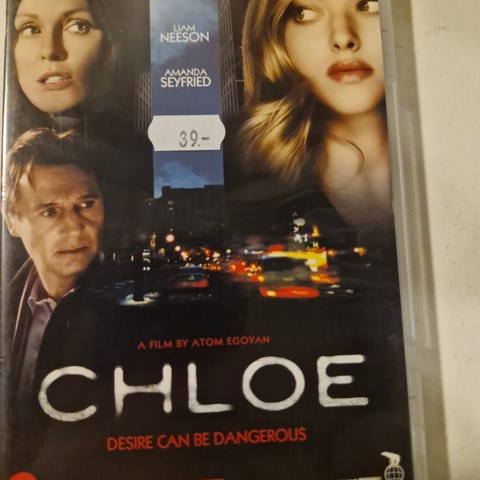 LIAM
NEESON
AMANDA
SEYFRIED
39.-
A FILM BY ATOM EGOYAN
CHLOE
DESIRE CAN BE DANGEROUS